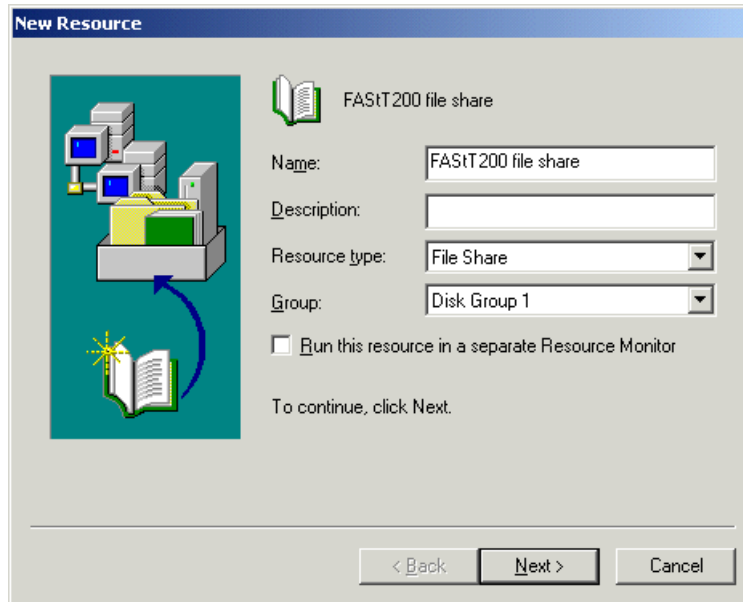 New Resource
FAStT200 file share
Name: FAStT200 file share
Description:
Resource type: File Share
Group: Disk Group 1
Run this resource in a separate Resource Monitor
To continue, click Next.
< Back Next > Cancel